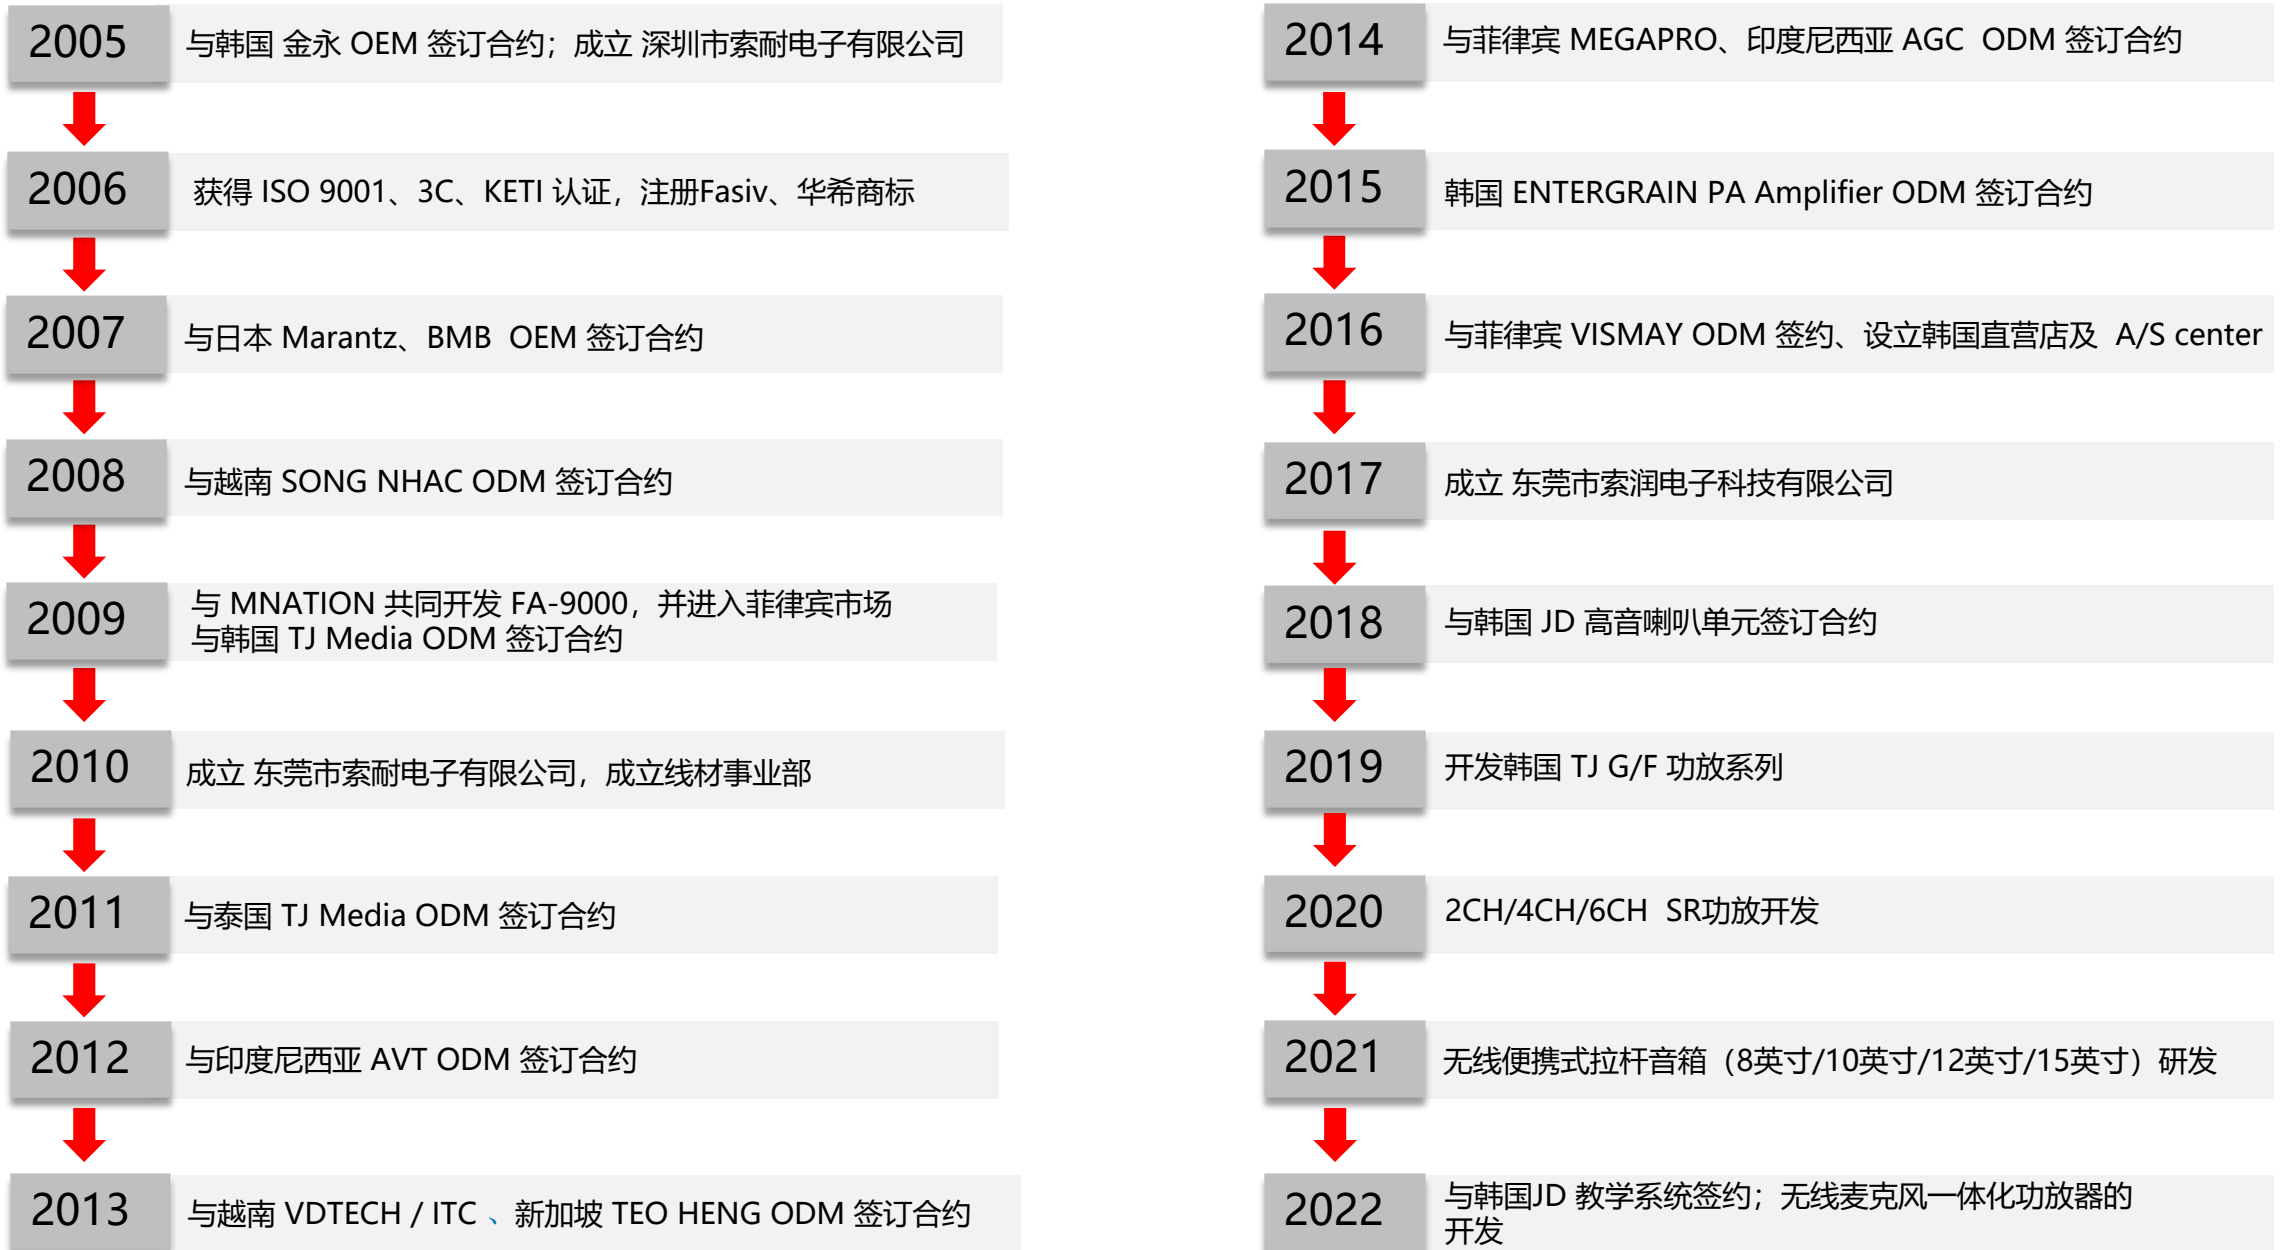 2005
与韩国 金永 OEM 签订合约；成立 深圳市索耐电子有限公司
2006
获得 ISO 9001、3C、KETI 认证，注册Fasiv、华希商标
2007
与日本 Marantz、BMB OEM 签订合约
2008
与越南 SONG NHAC ODM 签订合约
2009
与 MNATION 共同开发 FA-9000，并进入菲律宾市场
与韩国 TJ Media ODM 签订合约
2010
成立 东莞市索耐电子有限公司，成立线材事业部
2011
与泰国 TJ Media ODM 签订合约
2012
与印度尼西亚 AVT ODM 签订合约
2013
与越南 VDTECH / ITC 、新加坡 TEO HENG ODM 签订合约
2014
与菲律宾 MEGAPRO、印度尼西亚 AGC ODM 签订合约
2015
韩国 ENTERGRAIN PA Amplifier ODM 签订合约
2016
与菲律宾 VISMAY ODM 签约、设立韩国直营店及 A/S center
2017
成立 东莞市索润电子科技有限公司
2018
与韩国 JD 高音喇叭单元签订合约
2019
开发韩国 TJ G/F 功放系列
2020
2CH/4CH/6CH SR功放开发
2021
无线便携式拉杆音箱（8英寸/10英寸/12英寸/15英寸）研发
2022
与韩国JD 教学系统签约；无线麦克风一体化功放器的
开发